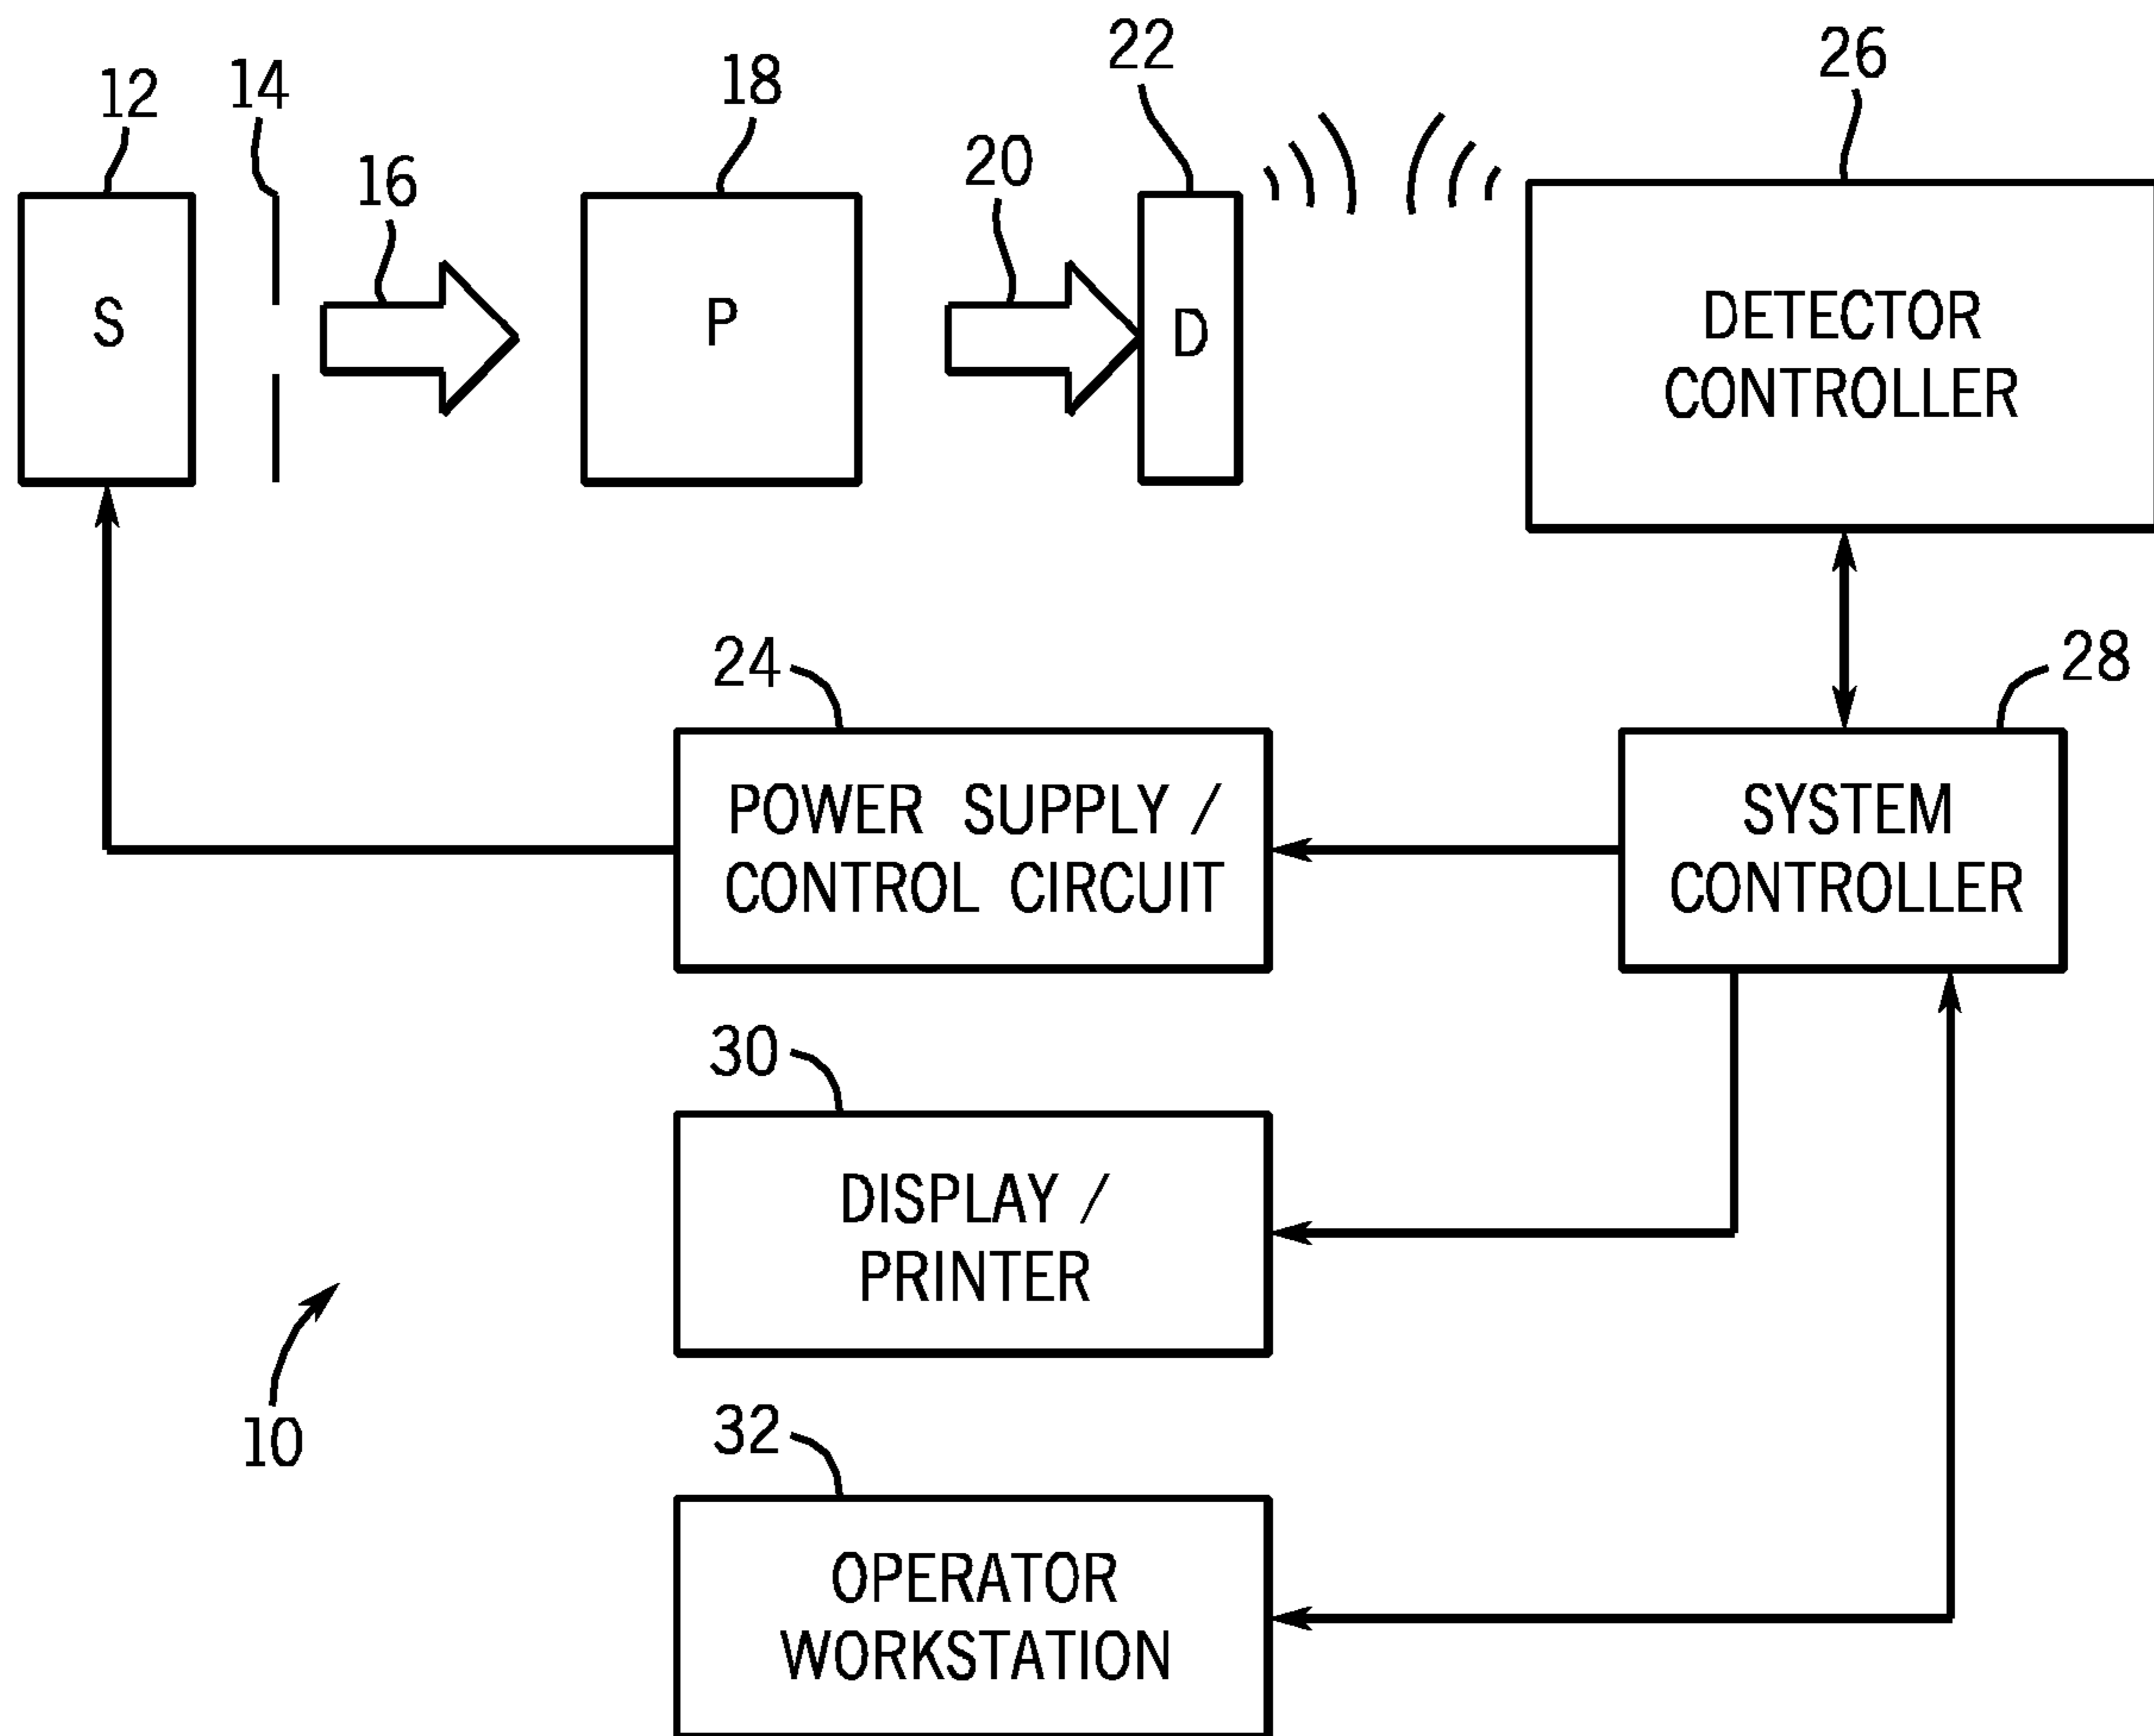 22
26
12
14
18
16
20
S
P
D
DETECTOR
CONTROLLER
24
28
POWER SUPPLY /
CONTROL CIRCUIT
SYSTEM
CONTROLLER
30
DISPLAY /
PRINTER
10
32
OPERATOR
WORKSTATION